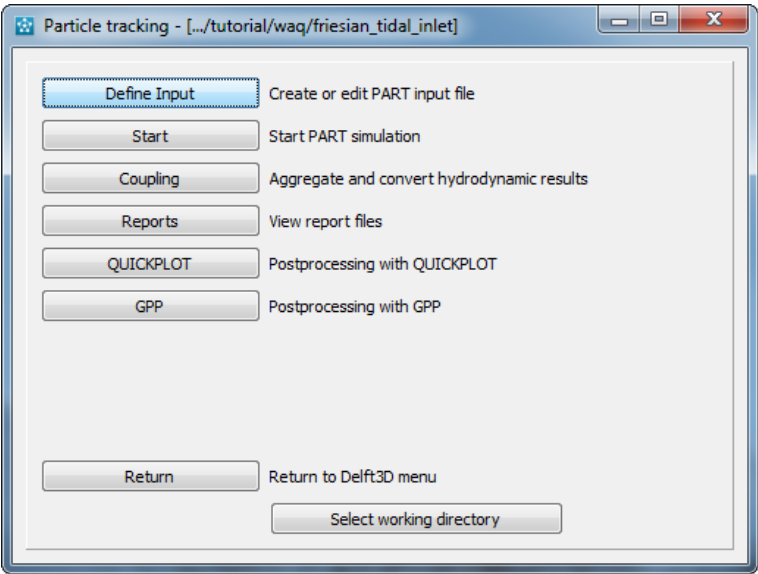 Particle tracking - [.../tutorial/waq/friesian_tidal_inlet]
Define Input Create or edit PART input file
Start Start PART simulation
Coupling Aggregate and convert hydrodynamic results
Reports View report files
QUICKPLOT Postprocessing with QUICKPLOT
GPP Postprocessing with GPP
Return Return to Delft3D menu
Select working directory